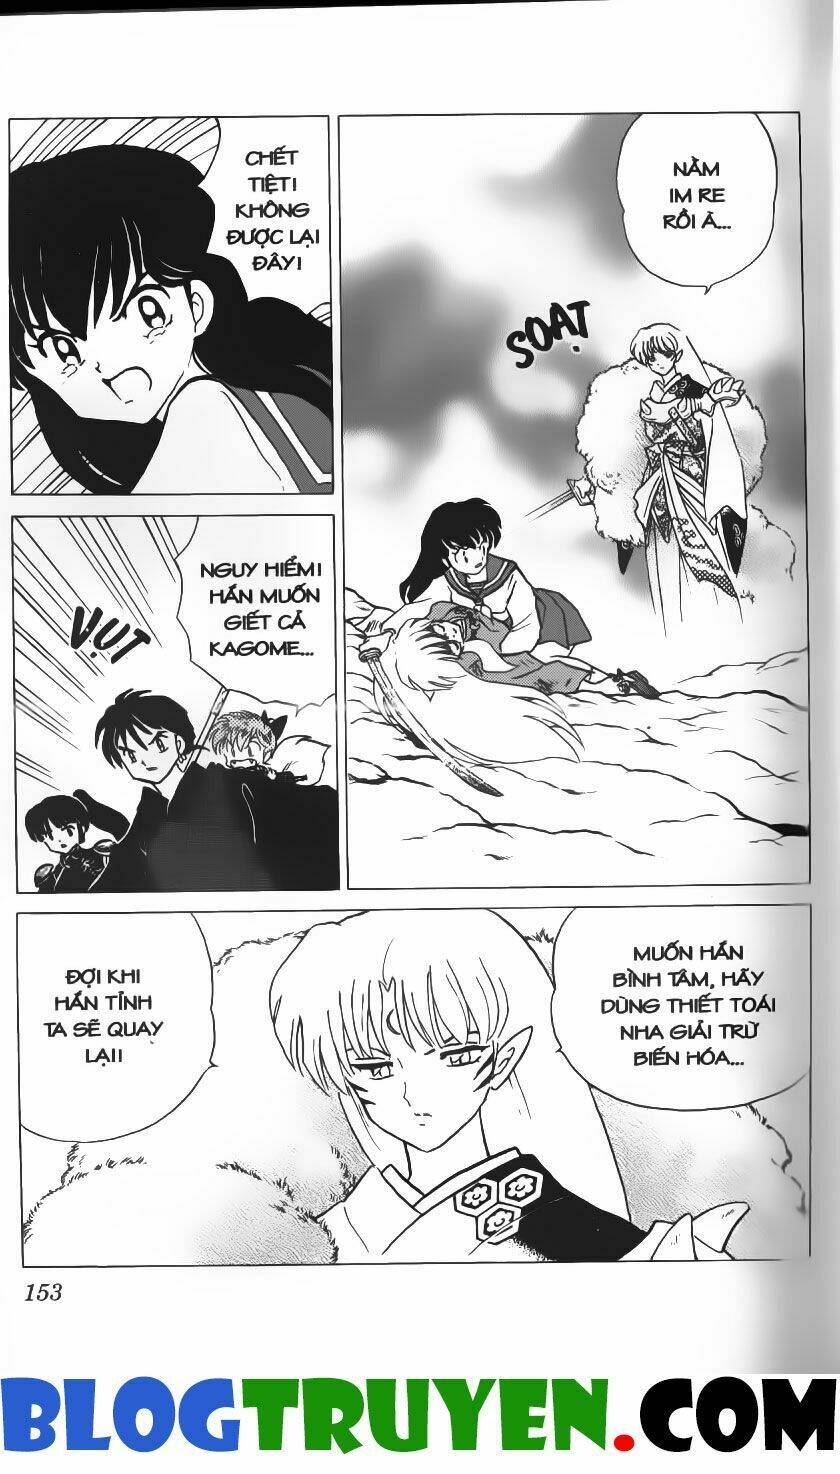 NẰM
IM RE
RỒI À...
SOẠT
CHẾT
TIỆT!
KHÔNG
ĐƯỢC LẠI
ĐÂY!
NGUY HIỂM!
HẮN MUỐN
GIẾT CẢ
KAGOME...
VỤT
MUỐN HẮN
BÌNH TÂM, HÃY
DÙNG THIẾT TOÁI
NHA GIẢI TRỪ
BIẾN HÓA...
ĐỢI KHI
HẮN TỈNH
TA SẼ QUAY
LẠI!
153
BLOGTRUYEN.COM